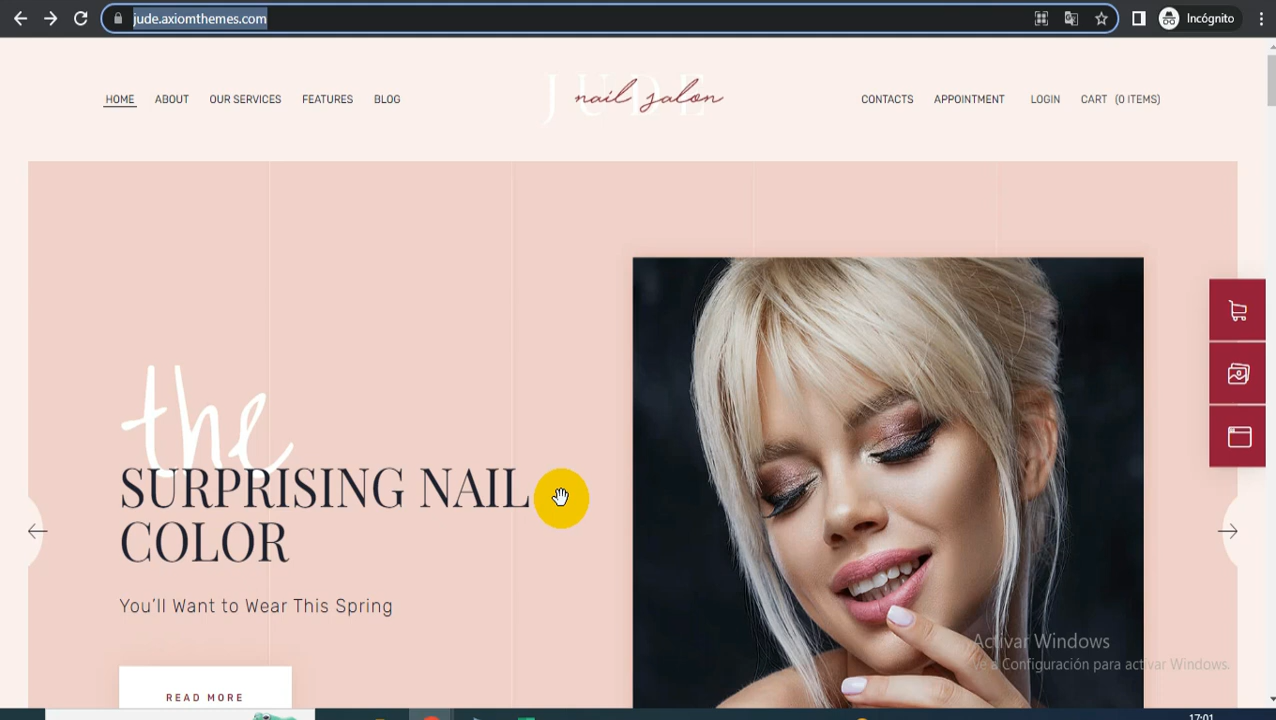 jude.axiomthemes.com
Incógnito
HOME ABOUT OUR SERVICES FEATURES BLOG
JUDE
nail salon
CONTACTS APPOINTMENT LOGIN CART (0 ITEMS)
the
SURPRISING NAIL
COLOR
You'll Want to Wear This Spring
READ MORE
Activar Windows
Ve a Configuración para activar Windows.
17:01